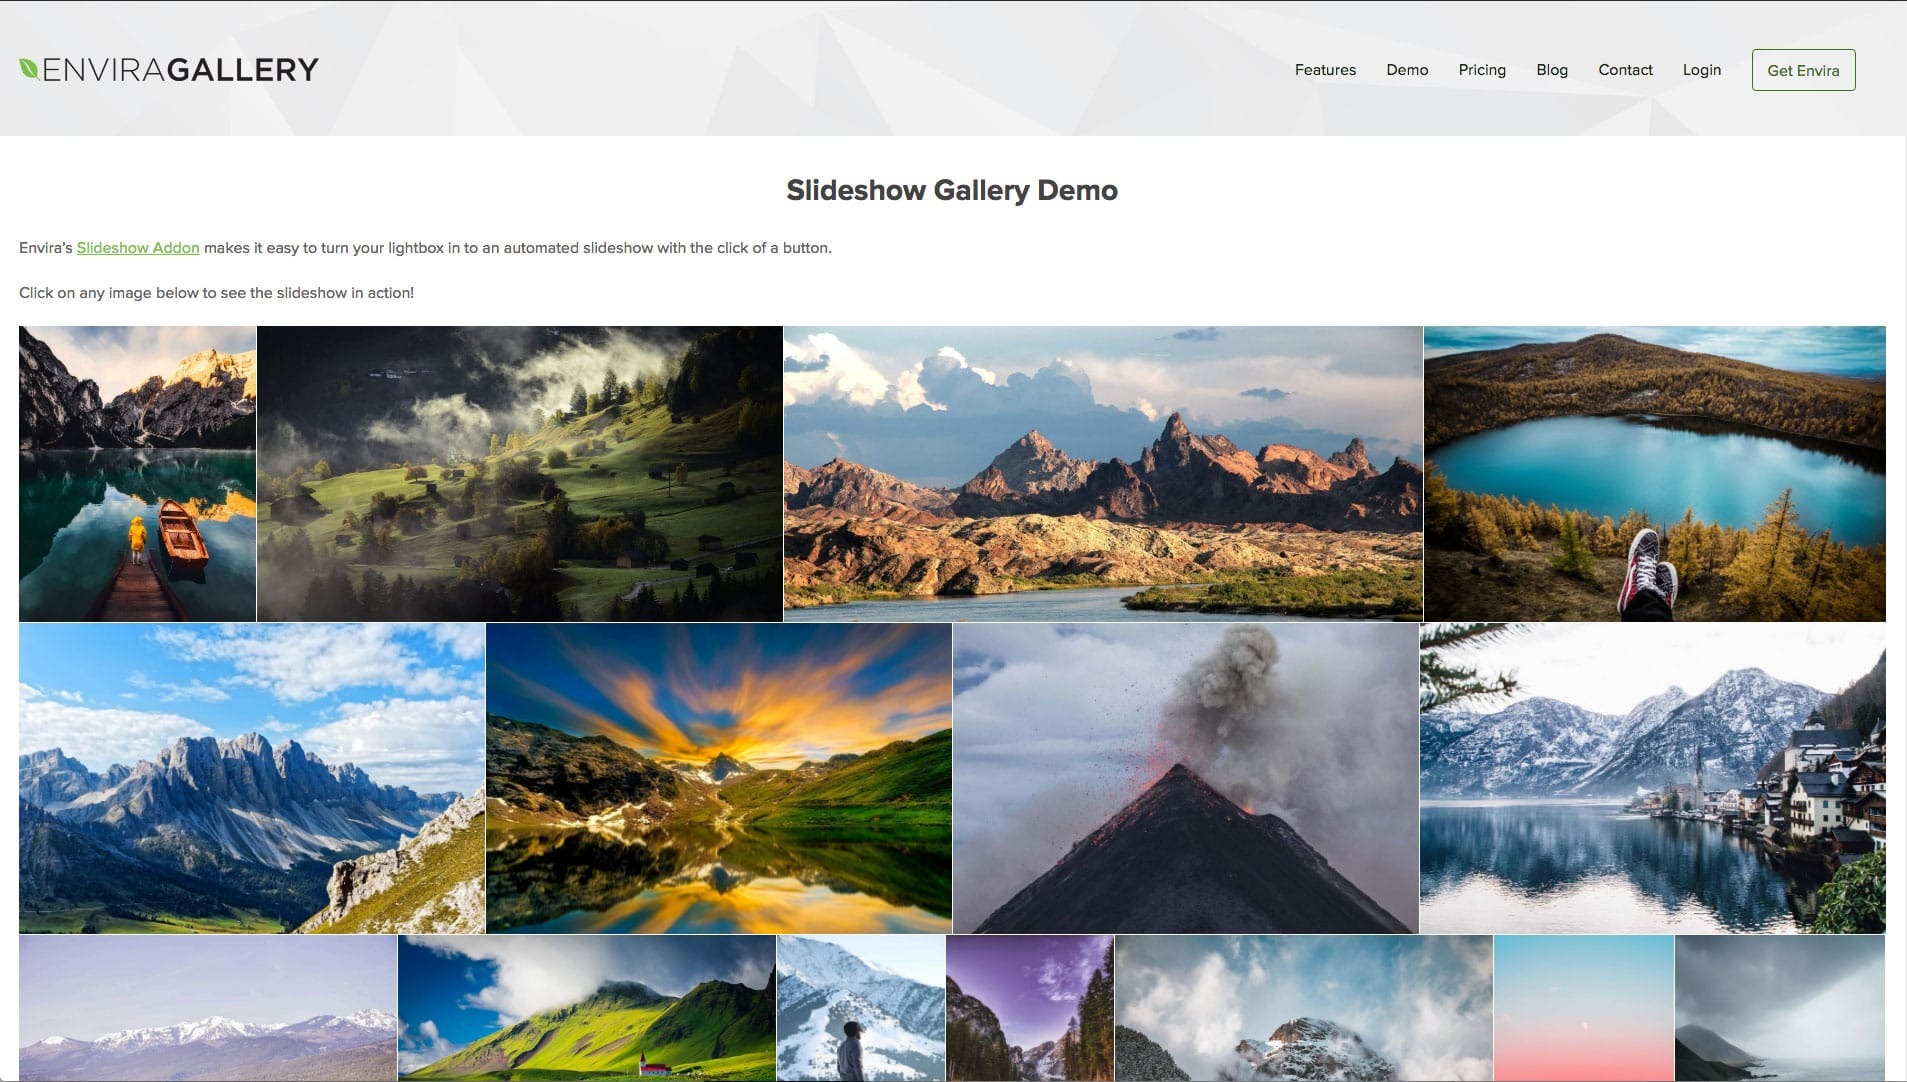 ENVIRAGALLERY
Features Demo Pricing Blog Contact Login Get Envira
Slideshow Gallery Demo
Envira's Slideshow Addon makes it easy to turn your lightbox in to an automated slideshow with the click of a button.
Click on any image below to see the slideshow in action!